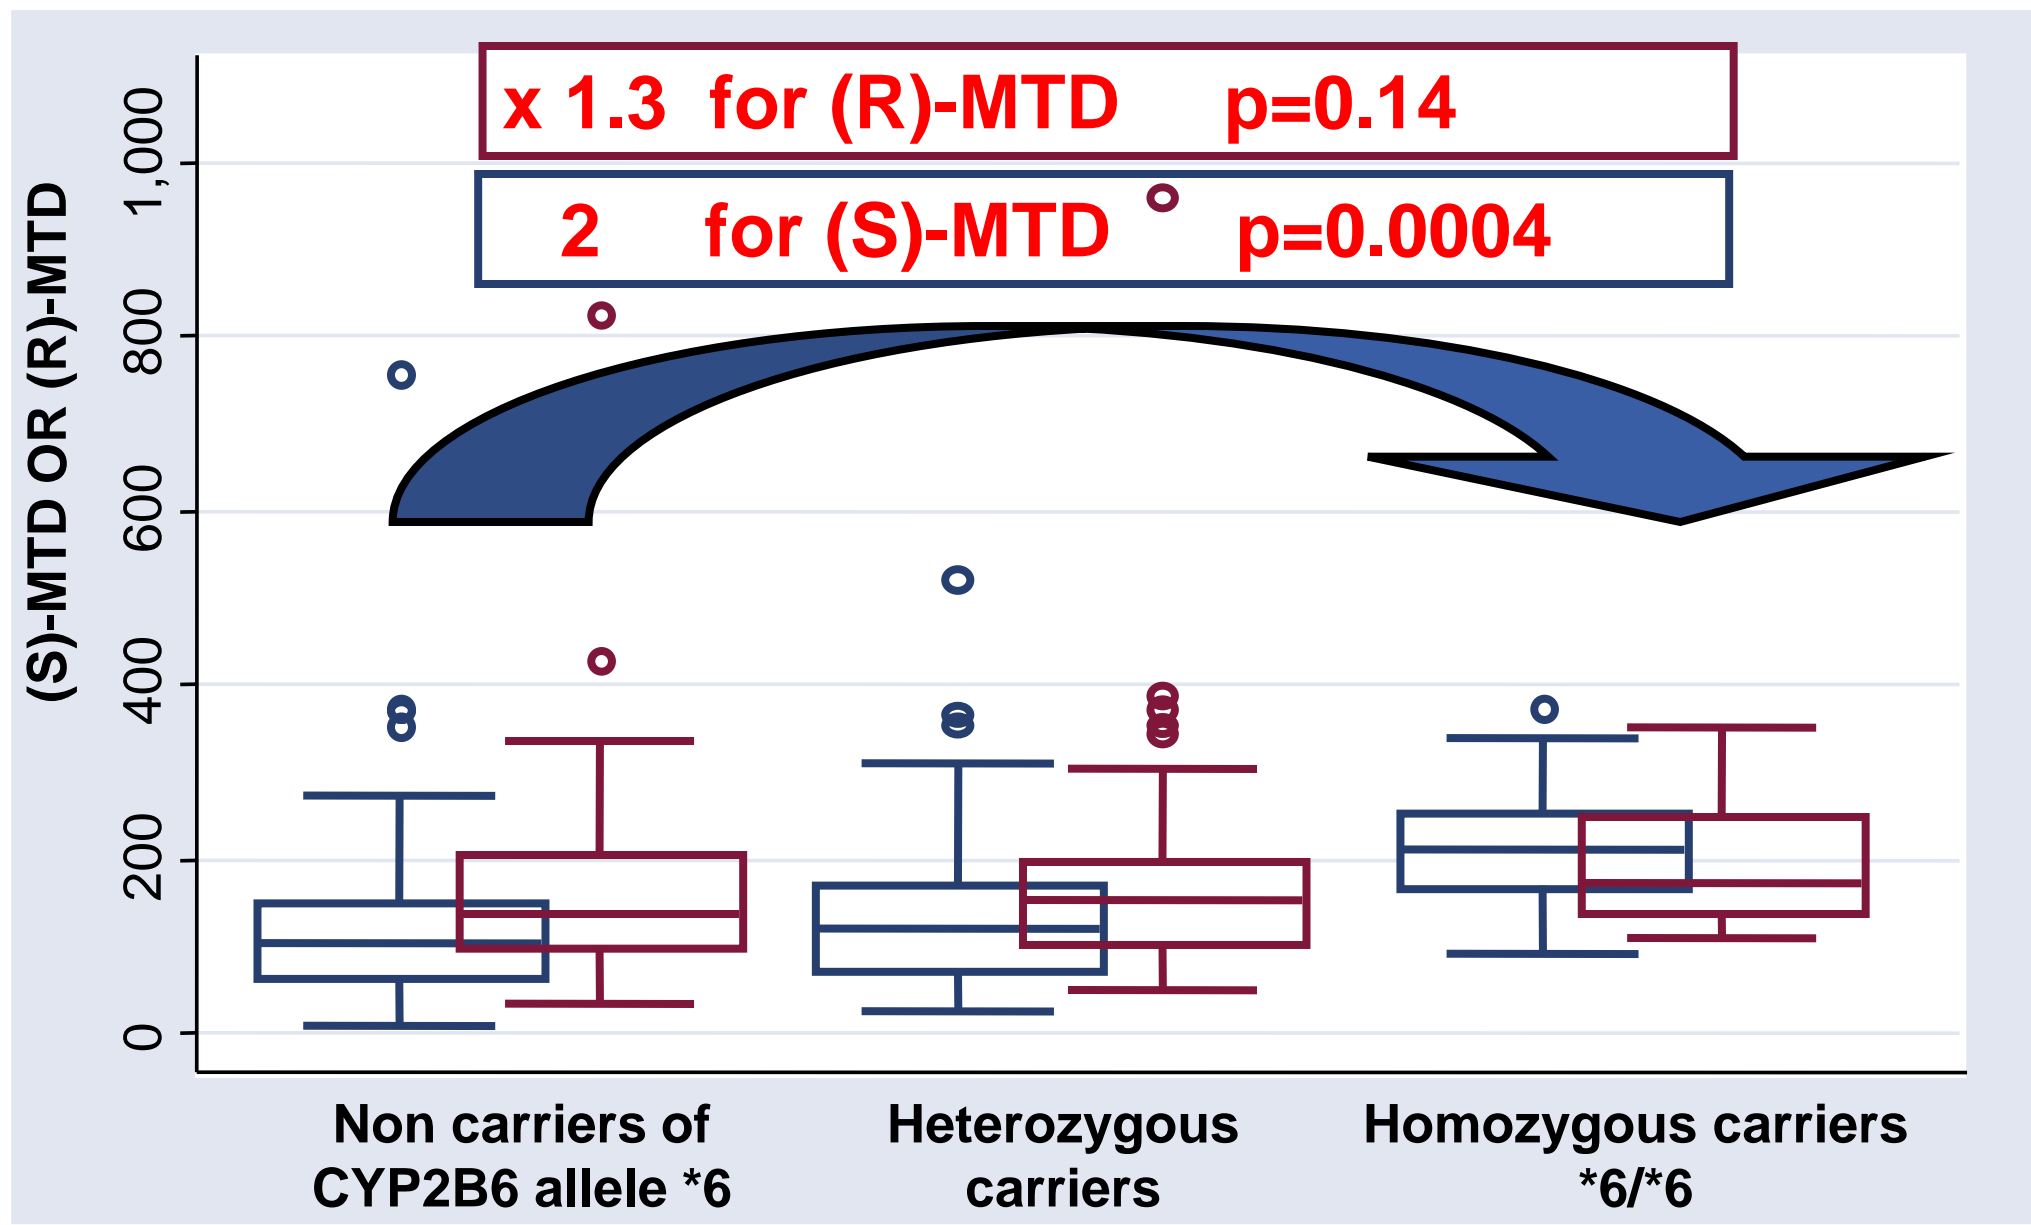 x 1.3 for (R)-MTD p=0.14
2 for (S)-MTD p=0.0004
(S)-MTD OR (R)-MTD
1,000
800
600
400
200
0
Non carriers of
CYP2B6 allele *6
Heterozygous
carriers
Homozygous carriers
*6/*6